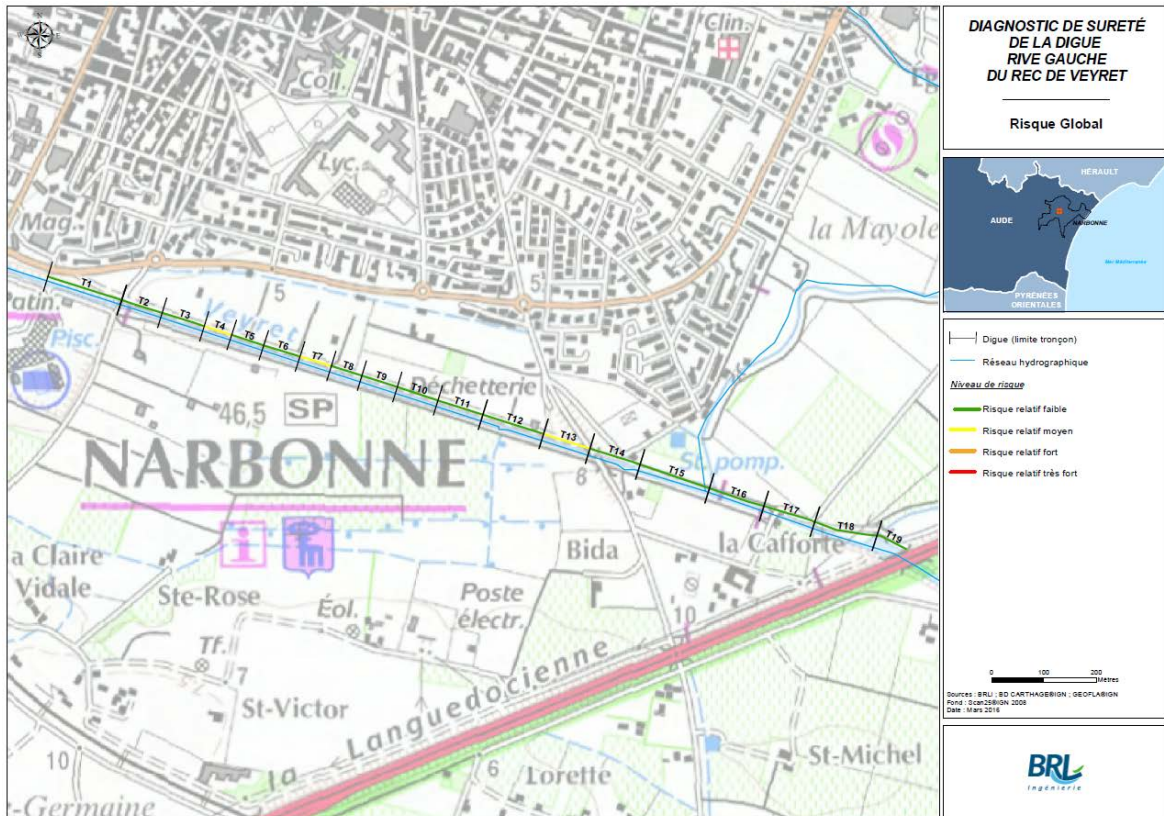 Clin.
Coll.
Lyc.
Mag.
5
la Mayole
Patin.
Pisc.
Veyret
5
T1
T2
T3
T4
T5
T6
T7
T8
T9
T10
T11
T12
T13
T14
T15
T16
T17
T18
T19
Déchetterie
46,5
SP
NARBONNE
8
St. pomp.
la Cafforte
Bida
a Claire
Vidale
Ste-Rose
Éol.
Poste
électr.
10
Tf.
7
St-Victor
la Languedocienne
St-Michel
10
6
Lorette
r-Germaine
DIAGNOSTIC DE SURETÉ
DE LA DIGUE
RIVE GAUCHE
DU REC DE VEYRET
Risque Global
HÉRAULT
AUDE
NARBONNE
Mer Méditerranée
PYRÉNÉES
ORIENTALES
Digue (limite tronçon)
Réseau hydrographique
Niveau de risque
Risque relatif faible
Risque relatif moyen
Risque relatif fort
Risque relatif très fort
0 100 200
Mètres
Sources : BRLi ; BD CARTHAGE®IGN ; GEOFLA®IGN
Fond : Scan25®IGN 2008
Date : Mars 2016
BRL
Ingénierie